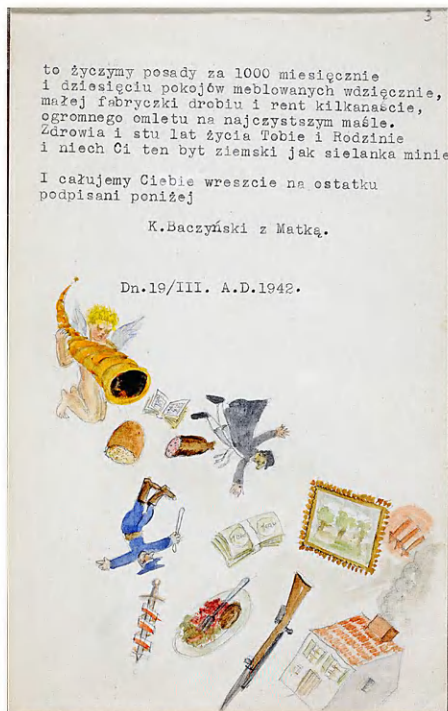 3
to życzymy posady za 1000 miesięcznie
i dziesięciu pokojów meblowanych wdzięcznie,
małej fabryczki drobiu i rent kilkanaście,
ogromnego omletu na najczystszym maśle.
Zdrowia i stu lat życia Tobie i Rodzinie
i niech Ci ten byt ziemski jak sielanka minie
I całujemy Ciebie wreszcie na ostatku
podpisani poniżej
K.Baczyński z Matką.
Dn.19/III. A.D.1942.